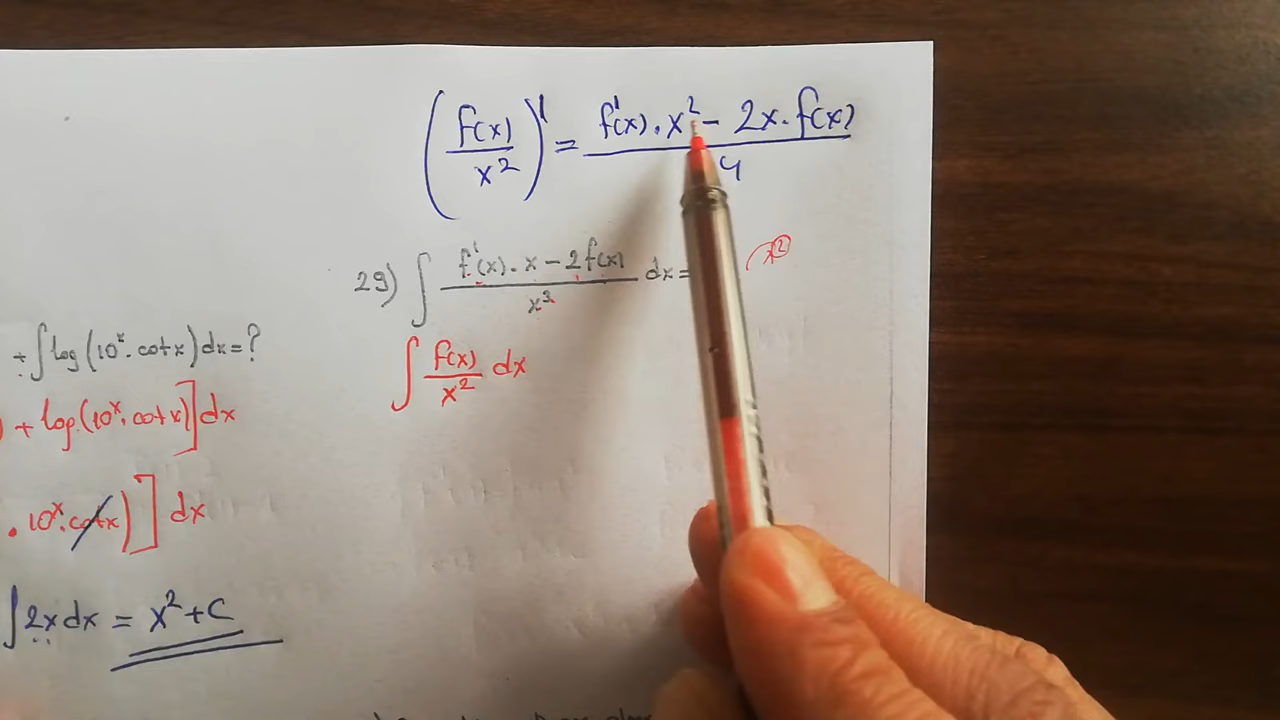 (f(x)/x²)' = (f'(x).x² - 2x.f(x))/4
29) ∫ (f'(x).x - 2f(x))/x³ dx=
x²
∫ f(x)/x² dx
+∫log(10ˣ.cotx)dx=?
) + log(10ˣ.cotx)]dx
.10ˣ.cotx)] dx
∫2x dx = x²+C